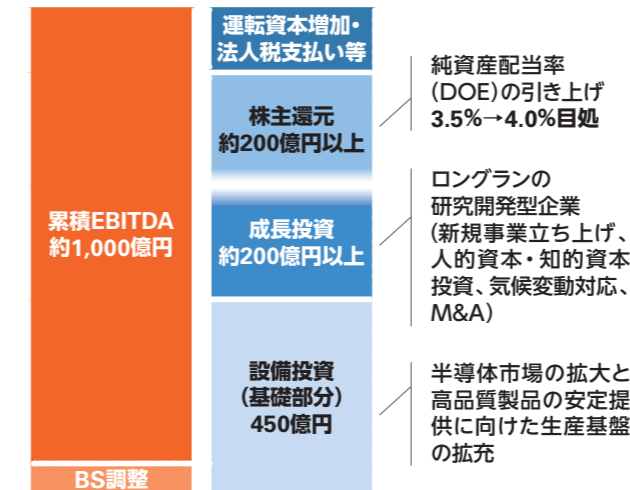 累積EBITDA
約1,000億円
BS調整
運転資本増加・
法人税支払い等
株主還元
約200億円以上
成長投資
約200億円以上
設備投資
（基礎部分）
450億円
純資産配当率
（DOE）の引き上げ
3.5%→4.0%目処
ロングランの
研究開発型企業
（新規事業立ち上げ、
人的資本・知的資本
投資、気候変動対応、
M&A）
半導体市場の拡大と
高品質製品の安定提
供に向けた生産基盤
の拡充